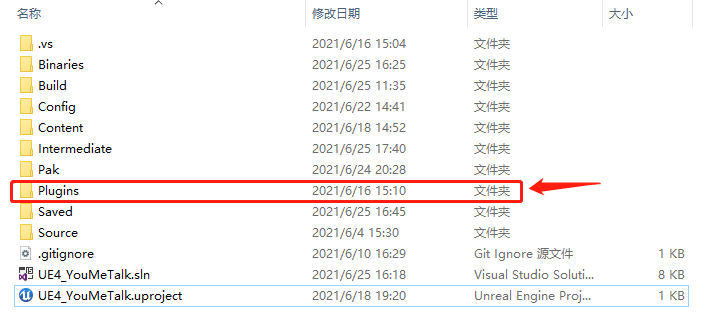 名称 修改日期 类型 大小
.vs 2021/6/16 15:04 文件夹
Binaries 2021/6/25 16:25 文件夹
Build 2021/6/25 11:35 文件夹
Config 2021/6/22 14:41 文件夹
Content 2021/6/18 14:52 文件夹
Intermediate 2021/6/25 17:40 文件夹
Pak 2021/6/24 20:28 文件夹
Plugins 2021/6/16 15:10 文件夹
Saved 2021/6/25 16:45 文件夹
Source 2021/6/4 15:30 文件夹
.gitignore 2021/6/10 16:29 Git Ignore 源文件 1 KB
UE4_YouMeTalk.sln 2021/6/25 16:18 Visual Studio Soluti... 8 KB
UE4_YouMeTalk.uproject 2021/6/18 19:20 Unreal Engine Proj... 1 KB